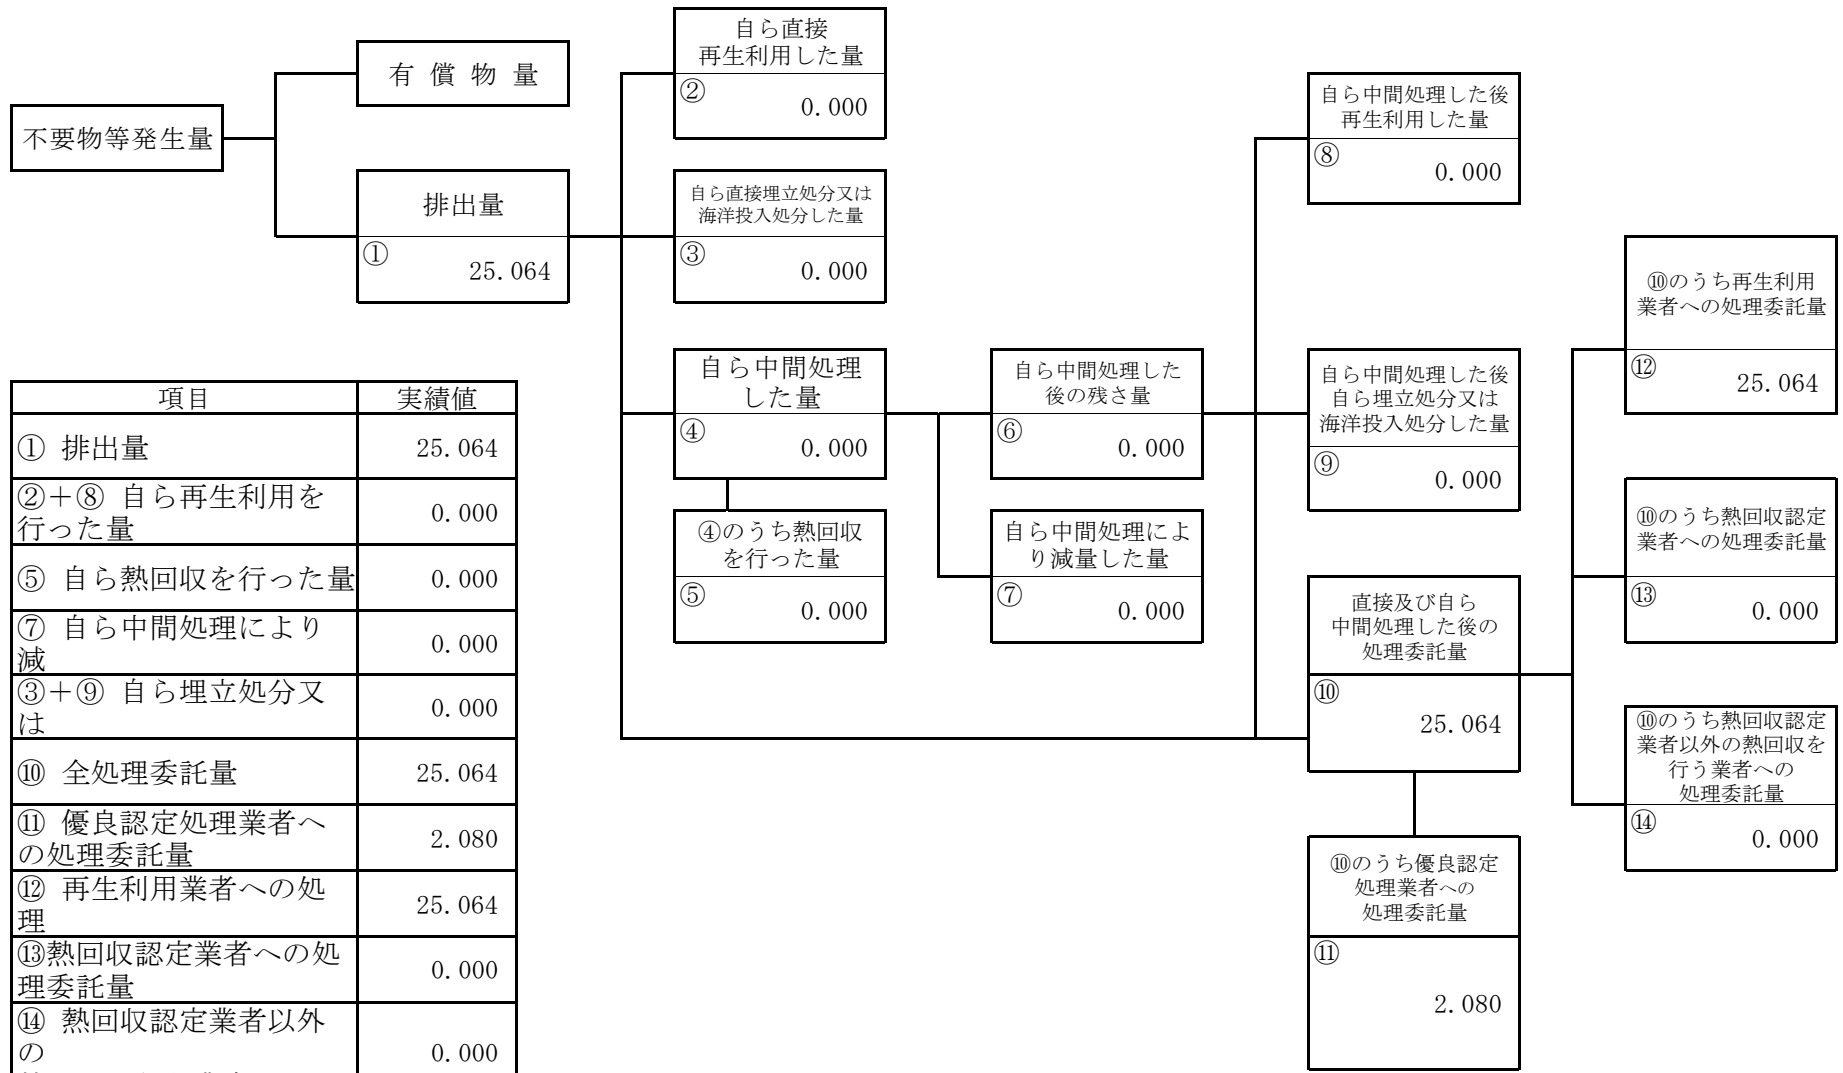 不要物等発生量
有償物量
排出量
①
25.064
自ら直接
再生利用した量
②
0.000
自ら直接埋立処分又は
海洋投入処分した量
③
0.000
自ら中間処理
した量
④
0.000
④のうち熱回収
を行った量
⑤
0.000
自ら中間処理した
後の残さ量
⑥
0.000
自ら中間処理によ
り減量した量
⑦
0.000
自ら中間処理した後
再生利用した量
⑧
0.000
自ら中間処理した後
自ら埋立処分又は
海洋投入処分した量
⑨
0.000
直接及び自ら
中間処理した後の
処理委託量
⑩
25.064
⑩のうち優良認定
処理業者への
処理委託量
⑪
2.080
⑩のうち再生利用
業者への処理委託量
⑫
25.064
⑩のうち熱回収認定
業者への処理委託量
⑬
0.000
⑩のうち熱回収認定
業者以外の熱回収を
行う業者への
処理委託量
⑭
0.000
項目 実績値
① 排出量 25.064
②＋⑧ 自ら再生利用を
行った量 0.000
⑤ 自ら熱回収を行った量 0.000
⑦ 自ら中間処理により
減 0.000
③＋⑨ 自ら埋立処分又
は 0.000
⑩ 全処理委託量 25.064
⑪ 優良認定処理業者へ
の処理委託量 2.080
⑫ 再生利用業者への処
理 25.064
⑬熱回収認定業者への処
理委託量 0.000
⑭ 熱回収認定業者以外
の 0.000